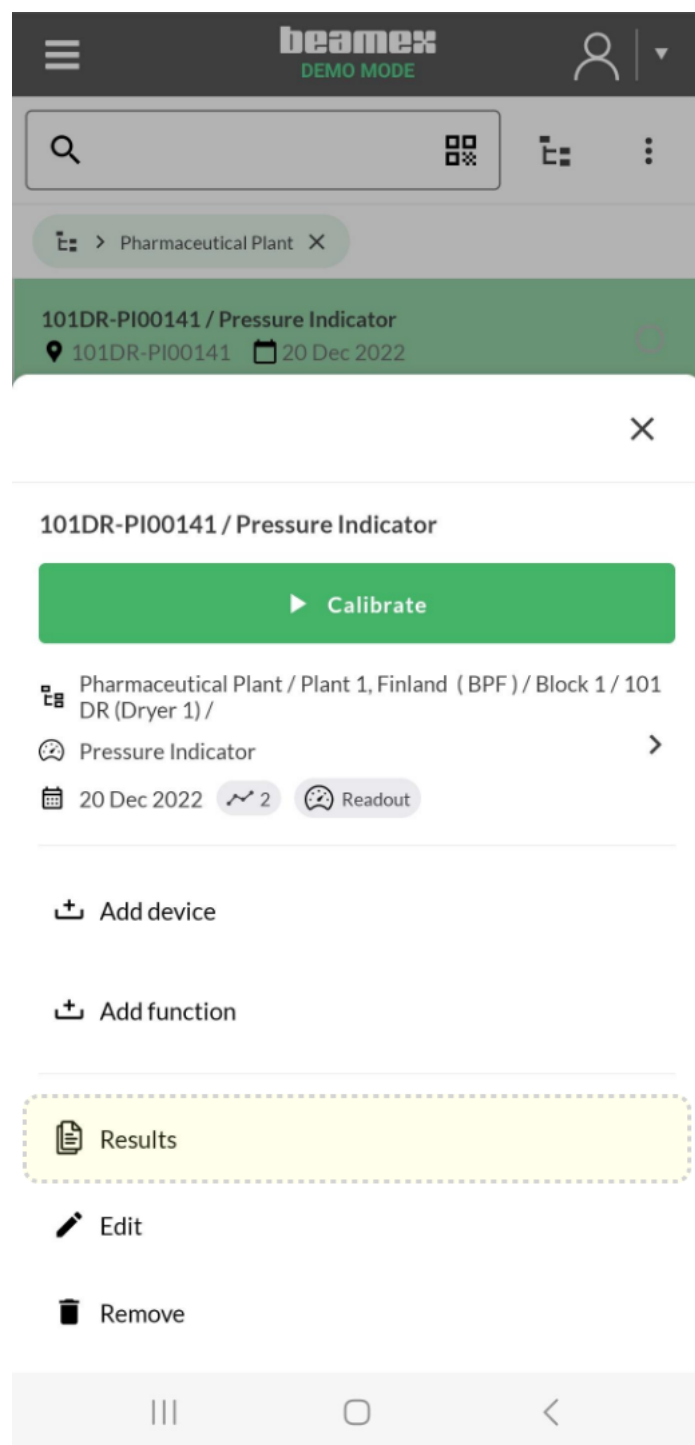 beamex
DEMO MODE
Pharmaceutical Plant
101DR-PI00141 / Pressure Indicator
101DR-PI00141 20 Dec 2022
101DR-PI00141 / Pressure Indicator
Calibrate
Pharmaceutical Plant / Plant 1, Finland ( BPF ) / Block 1 / 101
DR (Dryer 1) /
Pressure Indicator
20 Dec 2022 2 Readout
Add device
Add function
Results
Edit
Remove